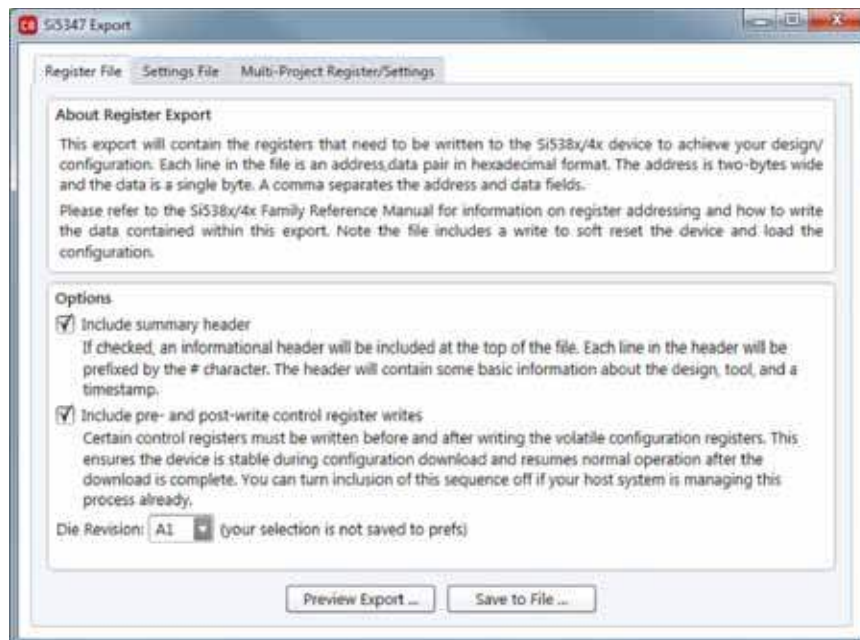 CB Si5347 Export
Register File Settings File Multi-Project Register/Settings
About Register Export
This export will contain the registers that need to be written to the Si538x/4x device to achieve your design/
configuration. Each line in the file is an address,data pair in hexadecimal format. The address is two-bytes wide
and the data is a single byte. A comma separates the address and data fields.
Please refer to the Si538x/4x Family Reference Manual for information on register addressing and how to write
the data contained within this export. Note the file includes a write to soft reset the device and load the
configuration.
Options
Include summary header
If checked, an informational header will be included at the top of the file. Each line in the header will be
prefixed by the # character. The header will contain some basic information about the design, tool, and a
timestamp.
Include pre- and post-write control register writes
Certain control registers must be written before and after writing the volatile configuration registers. This
ensures the device is stable during configuration download and resumes normal operation after the
download is complete. You can turn inclusion of this sequence off if your host system is managing this
process already.
Die Revision: A1 (your selection is not saved to prefs)
Preview Export ... Save to File ...